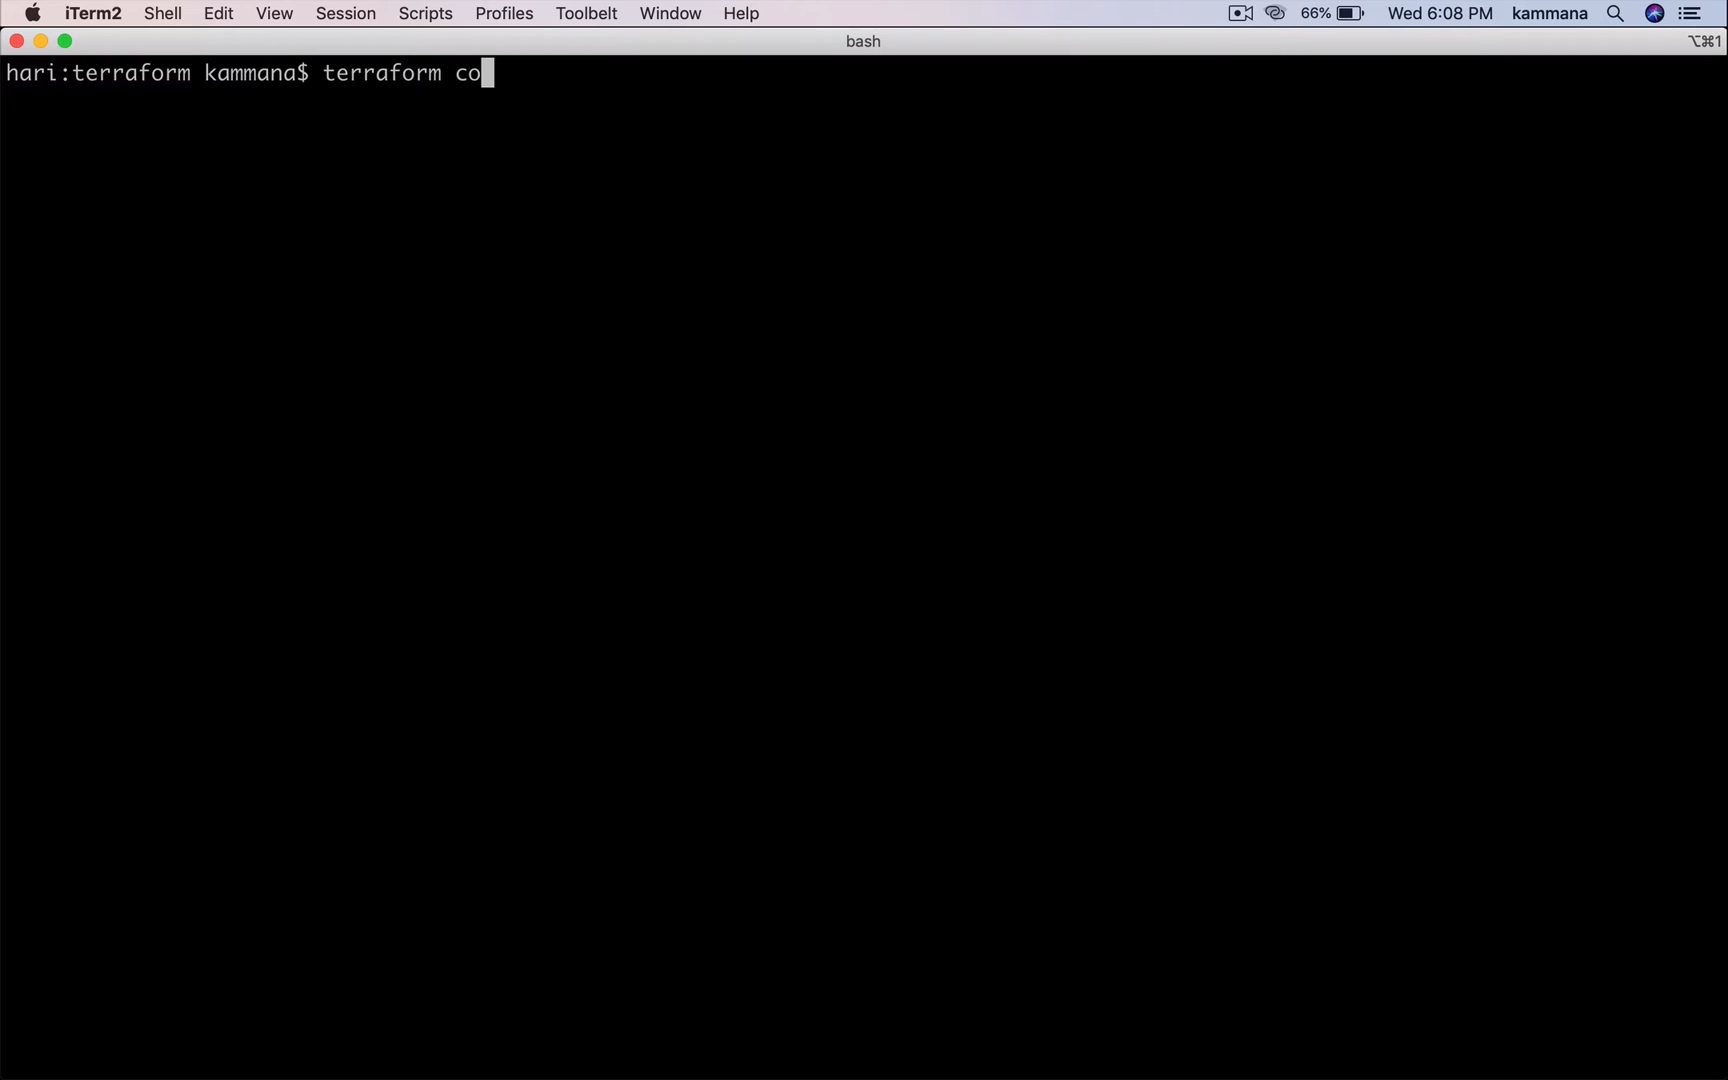 iTerm2 Shell Edit View Session Scripts Profiles Toolbelt Window Help 66% Wed 6:08 PM kammana
bash ⌥⌘1
hari:terraform kammana$ terraform co